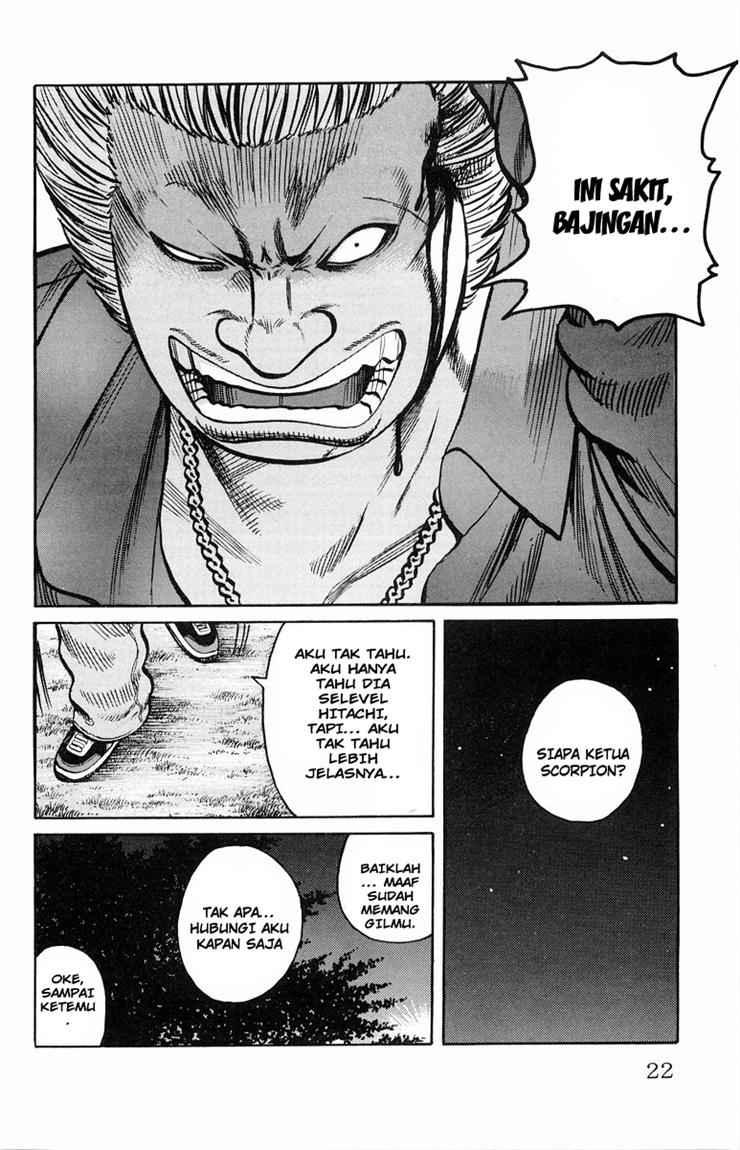 INI SAKIT,
BAJINGAN...
SIAPA KETUA
SCORPION?
AKU TAK TAHU.
AKU HANYA
TAHU DIA
SELEVEL
HITACHI,
TAPI... AKU
TAK TAHU
LEBIH
JELASNYA...
BAIKLAH
... MAAF
SUDAH
MEMANG
GILMU.
TAK APA...
HUBUNGI AKU
KAPAN SAJA
OKE,
SAMPAI
KETEMU
.
22